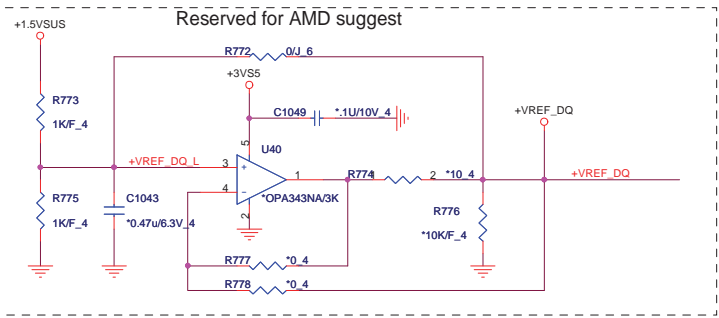 Reserved for AMD suggest
+1.5VSUS
R772 0/J_6
+3VS5
R773
1K/F_4
C1049 *.1U/10V_4
+VREF_DQ
5
U40
+VREF_DQ_L 3
+
1
R774 1 2 *10_4
+VREF_DQ
4
-
*OPA343NA/3K
R775
1K/F_4
C1043
*0.47u/6.3V_4
2
R776
*10K/F_4
R777 *0_4
R778 *0_4